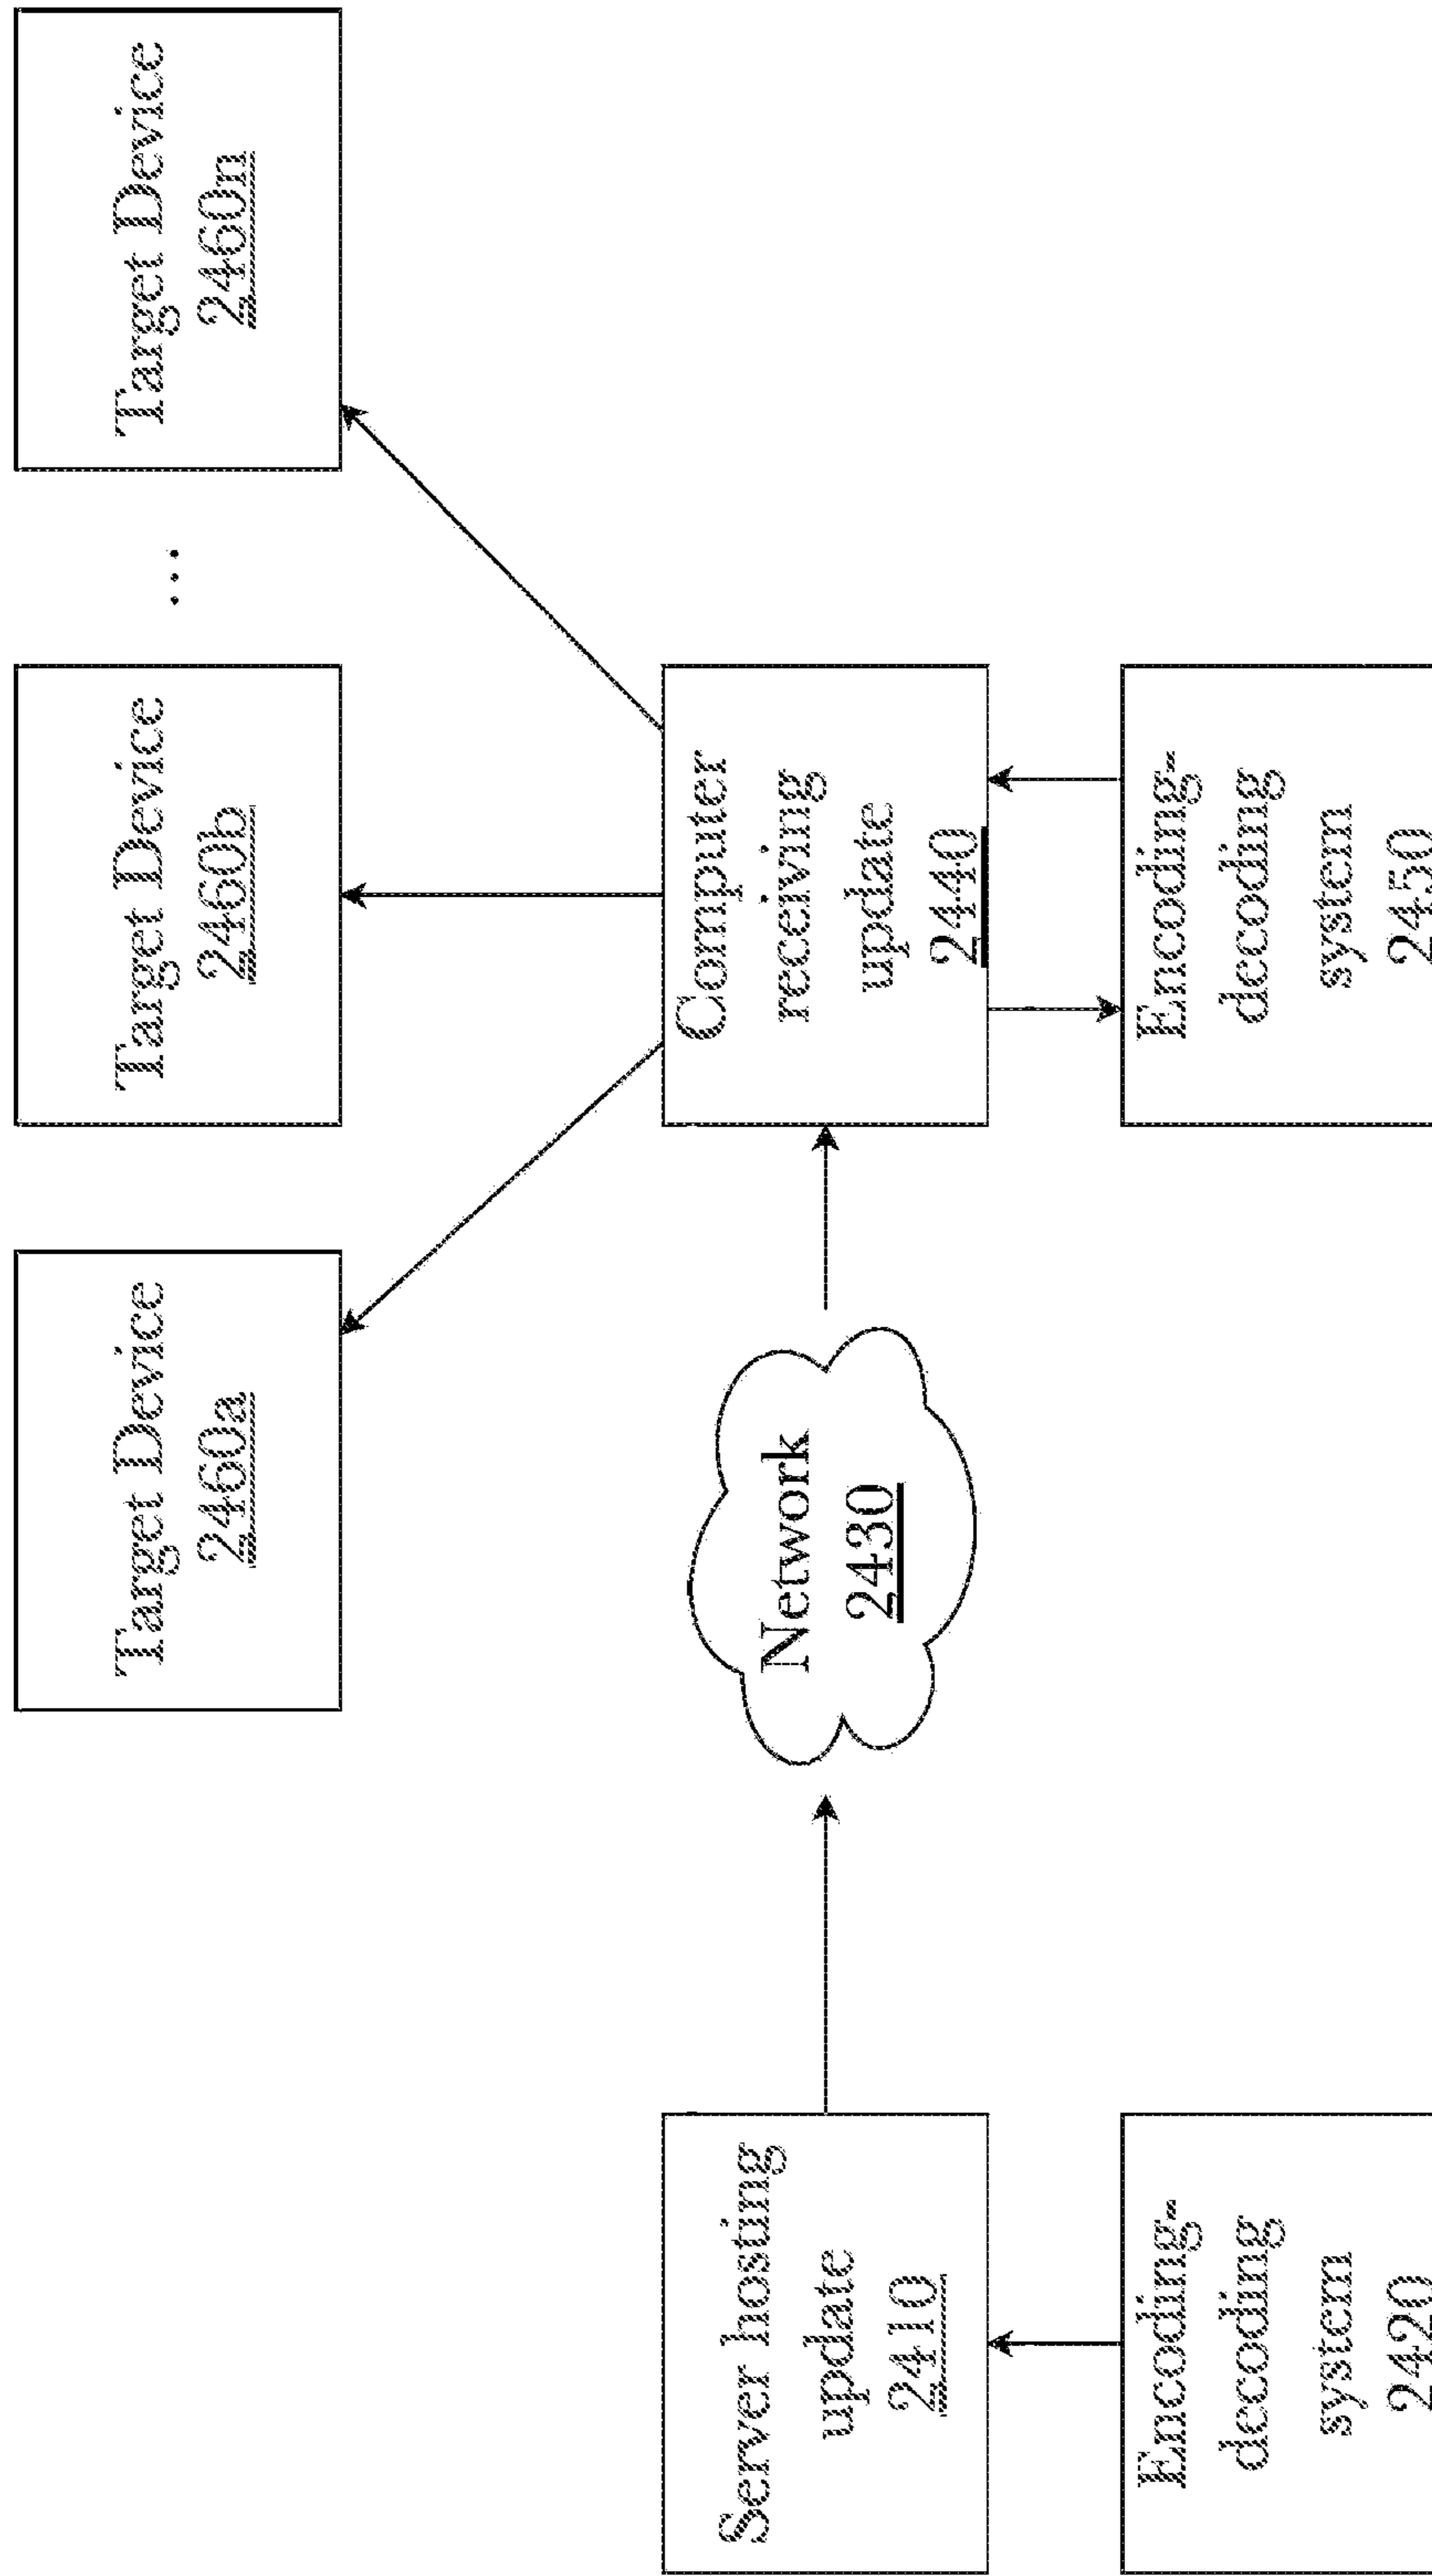 Target Device
2460a
Target Device
2460b
...
Target Device
2460n
Server hosting
update
2410
Network
2430
Computer
receiving
update
2440
Encoding-
decoding
system
2420
Encoding-
decoding
system
2450